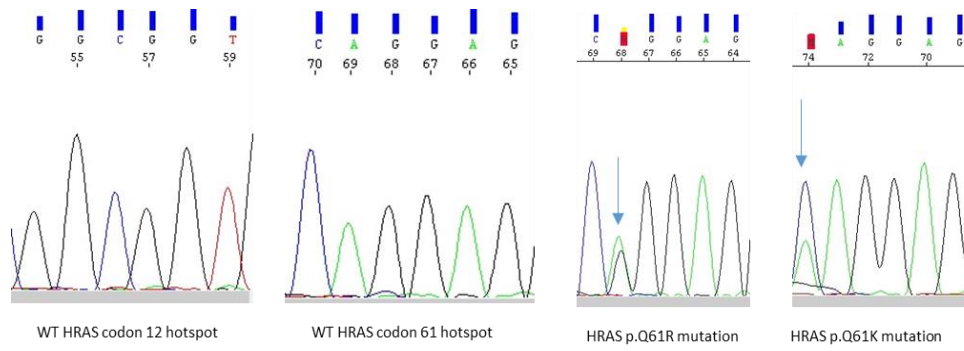 G G C G G T
55 57 59
WT HRAS codon 12 hotspot
C A G G A G
70 69 68 67 66 65
WT HRAS codon 61 hotspot
C G G A G
69 68 67 66 65 64
HRAS p.Q61R mutation
A G G A G
74 72 70
HRAS p.Q61K mutation